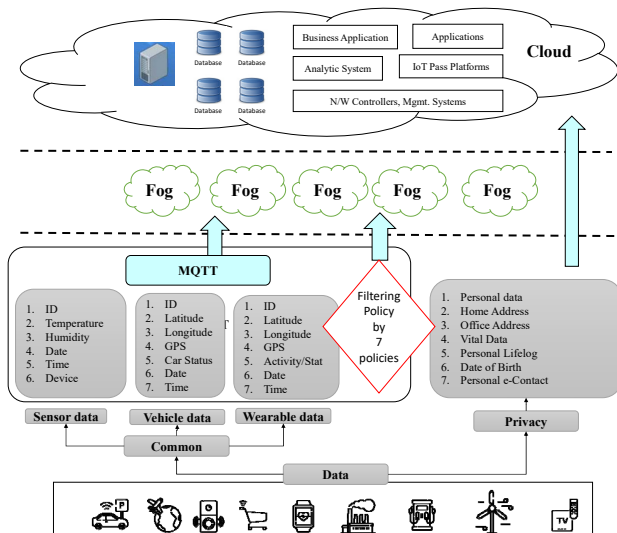 Business Application
Applications
Cloud
Database
Database
Analytic System
IoT Pass Platforms
Database
Database
N/W Controllers, Mgmt. Systems
Fog
Fog
Fog
Fog
Fog
MQTT
1. ID
2. Temperature
3. Humidity
4. Date
5. Time
6. Device
1. ID
2. Latitude
3. Longitude
4. GPS
5. Car Status
6. Date
7. Time
T
1. ID
2. Latitude
3. Longitude
4. GPS
5. Activity/Stat
6. Date
7. Time
Filtering
Policy
by
7
policies
1. Personal data
2. Home Address
3. Office Address
4. Vital Data
5. Personal Lifelog
6. Date of Birth
7. Personal e-Contact
Sensor data
Vehicle data
Wearable data
Privacy
Common
Data
P
TV